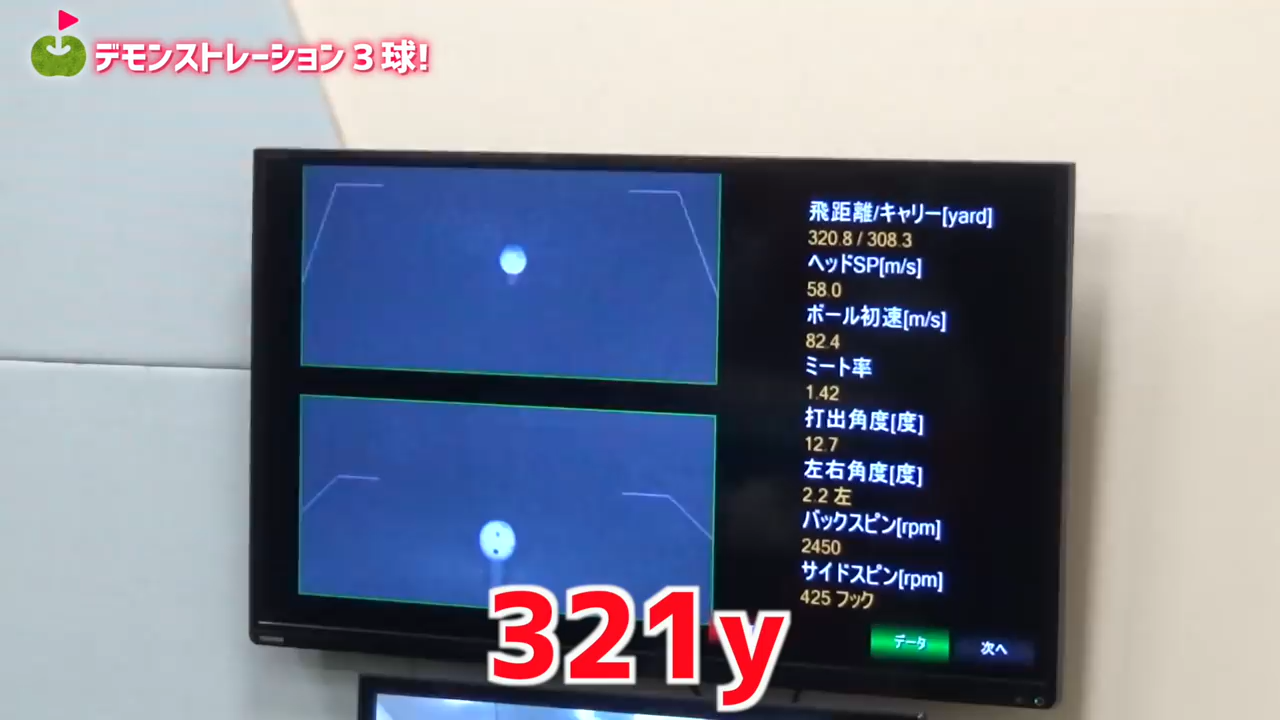 デモンストレーション3球!
飛距離/キャリー[yard]
320.8 / 308.3
ヘッドSP[m/s]
58.0
ボール初速[m/s]
82.4
ミート率
1.42
打出角度[度]
12.7
左右角度[度]
2.2 左
バックスピン[rpm]
2450
サイドスピン[rpm]
425 フック
データ
次へ
321y